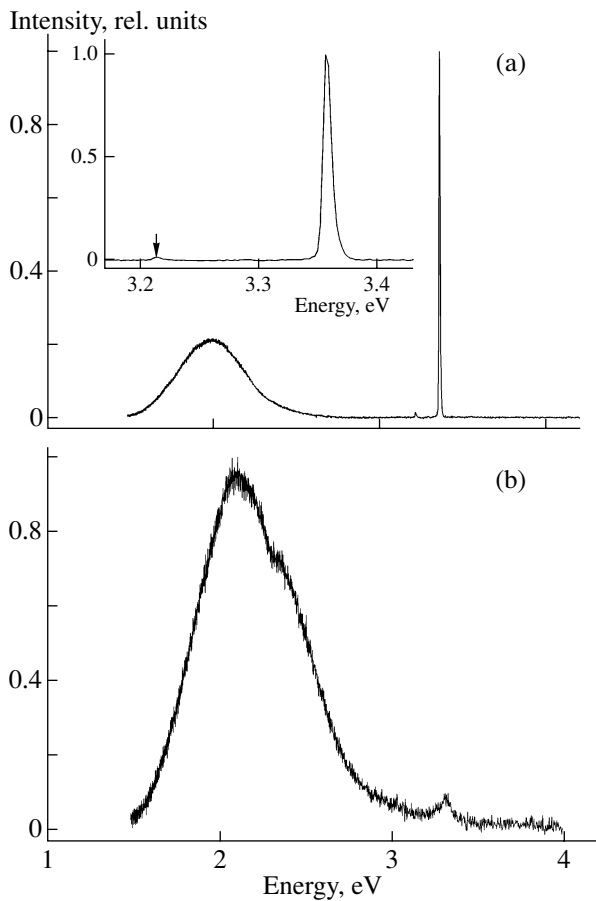 Intensity, rel. units
1.0
(a)
0.8
0.5
0.4
0
3.2 3.3 3.4
Energy, eV
0
(b)
0.8
0.4
0
1 2 3 4
Energy, eV